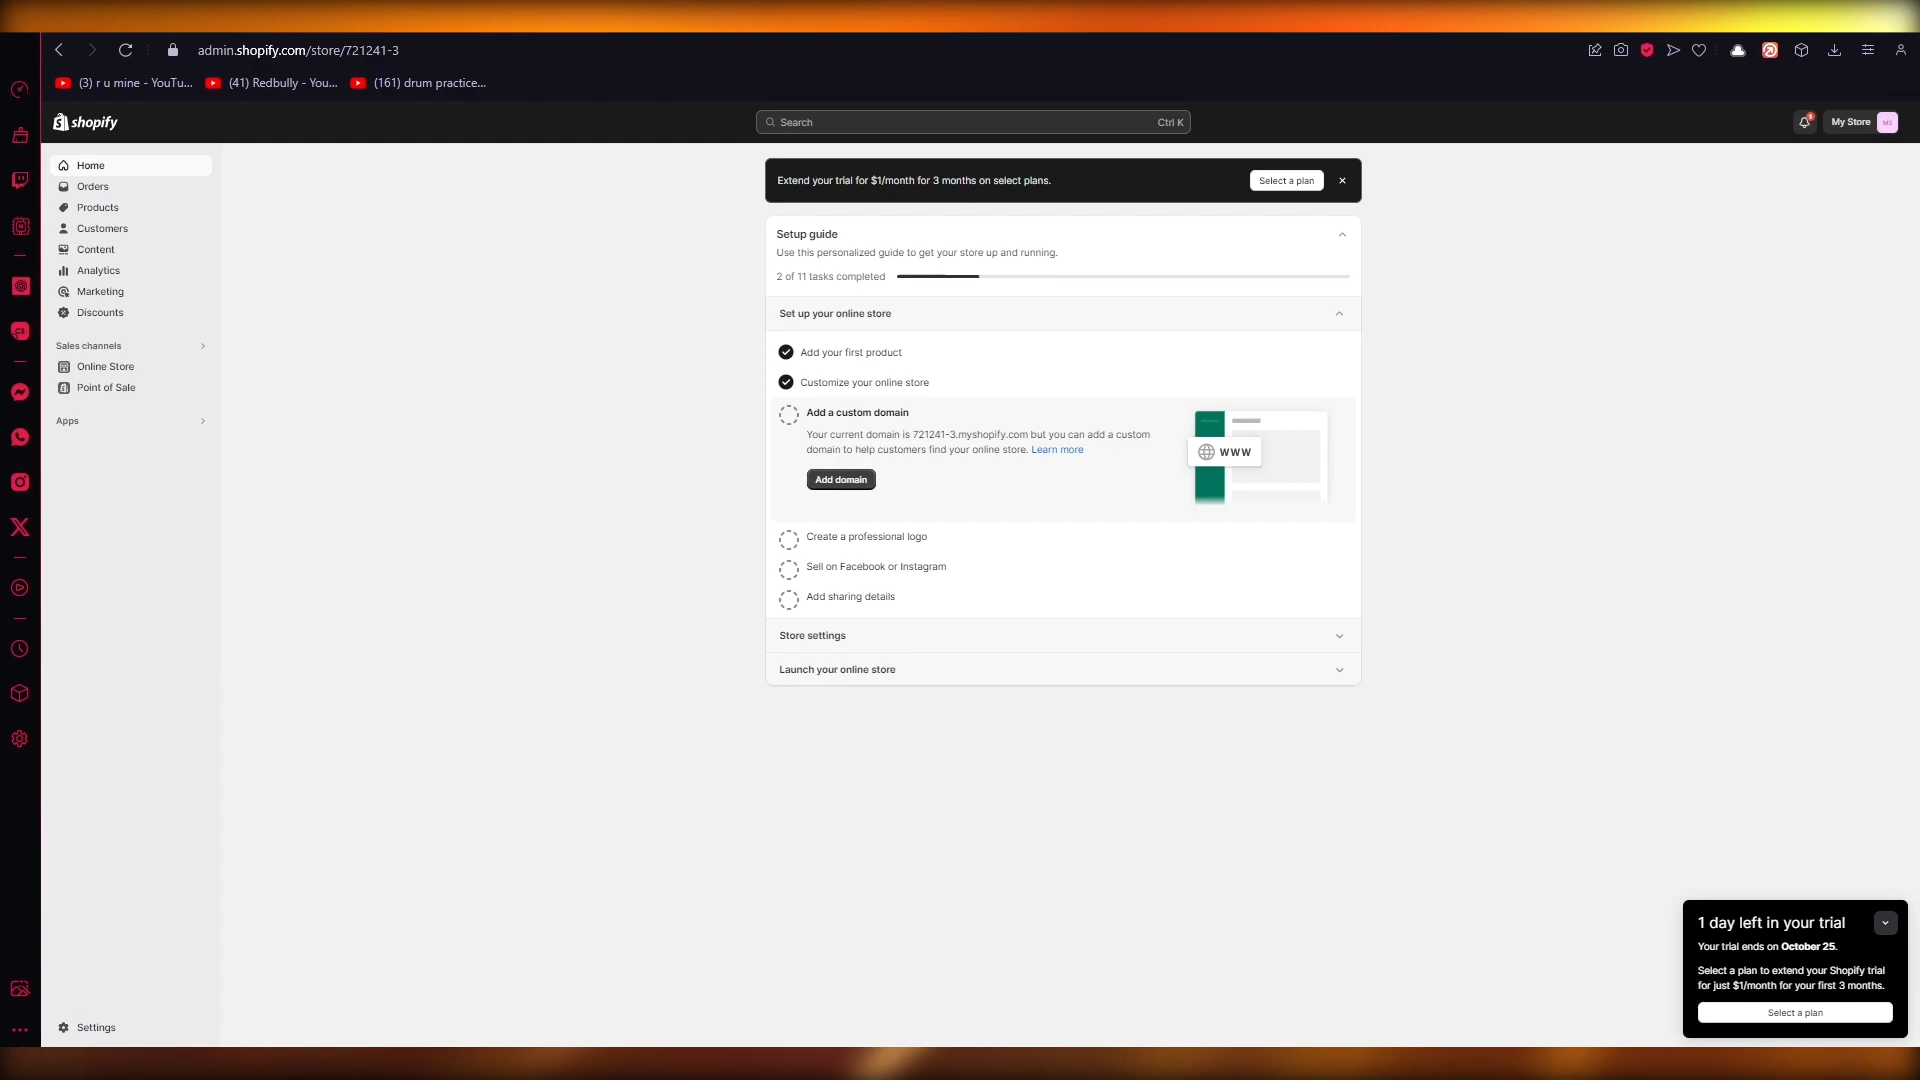 admin.shopify.com/store/721241-3
(3) r u mine - YouTu...
(41) Redbully - You...
(161) drum practice...
shopify
Search
Ctrl K
My Store
MS
Home
Orders
Products
Customers
Content
Analytics
Marketing
Discounts
Sales channels
Online Store
Point of Sale
Apps
Settings
Extend your trial for $1/month for 3 months on select plans.
Select a plan
Setup guide
Use this personalized guide to get your store up and running.
2 of 11 tasks completed
Set up your online store
Add your first product
Customize your online store
Add a custom domain
Your current domain is 721241-3.myshopify.com but you can add a custom
domain to help customers find your online store. Learn more
Add domain
WWW
Create a professional logo
Sell on Facebook or Instagram
Add sharing details
Store settings
Launch your online store
1 day left in your trial
Your trial ends on October 25.
Select a plan to extend your Shopify trial
for just $1/month for your first 3 months.
Select a plan